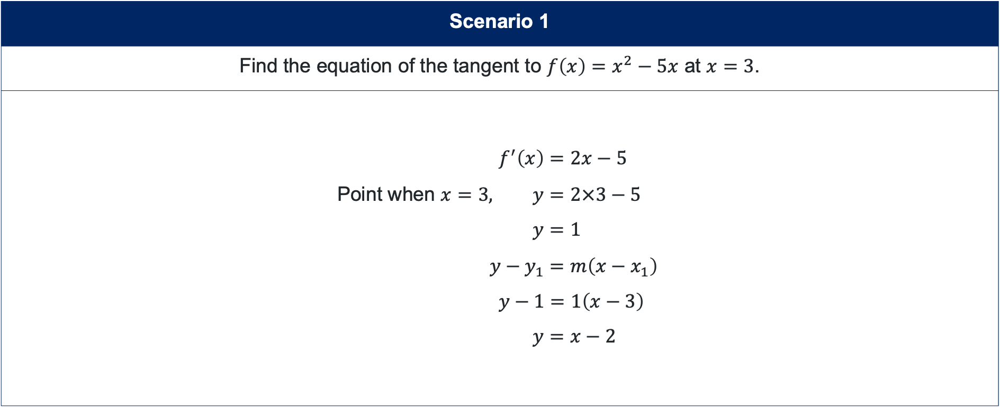 Scenario 1
Find the equation of the tangent to f(x) = x² − 5x at x = 3.
f′(x) = 2x − 5
Point when x = 3, y = 2×3 − 5
y = 1
y − y₁ = m(x − x₁)
y − 1 = 1(x − 3)
y = x − 2